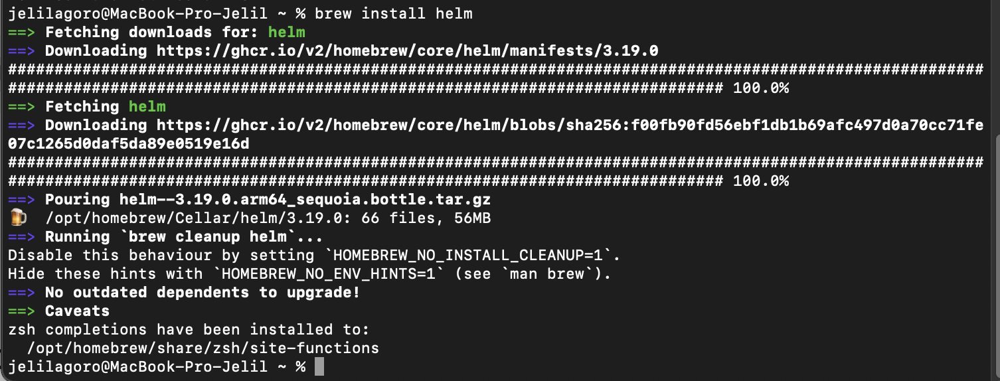 jelilagoro@MacBook-Pro-Jelil ~ % brew install helm
==> Fetching downloads for: helm
==> Downloading https://ghcr.io/v2/homebrew/core/helm/manifests/3.19.0
#########################################################################################################
############################################################################# 100.0%
==> Fetching helm
==> Downloading https://ghcr.io/v2/homebrew/core/helm/blobs/sha256:f00fb90fd56ebf1db1b69afc497d0a70cc71fe
07c1265d0daf5da89e0519e16d
#########################################################################################################
############################################################################# 100.0%
==> Pouring helm--3.19.0.arm64_sequoia.bottle.tar.gz
🍺  /opt/homebrew/Cellar/helm/3.19.0: 66 files, 56MB
==> Running `brew cleanup helm`...
Disable this behaviour by setting `HOMEBREW_NO_INSTALL_CLEANUP=1`.
Hide these hints with `HOMEBREW_NO_ENV_HINTS=1` (see `man brew`).
==> No outdated dependents to upgrade!
==> Caveats
zsh completions have been installed to:
  /opt/homebrew/share/zsh/site-functions
jelilagoro@MacBook-Pro-Jelil ~ %